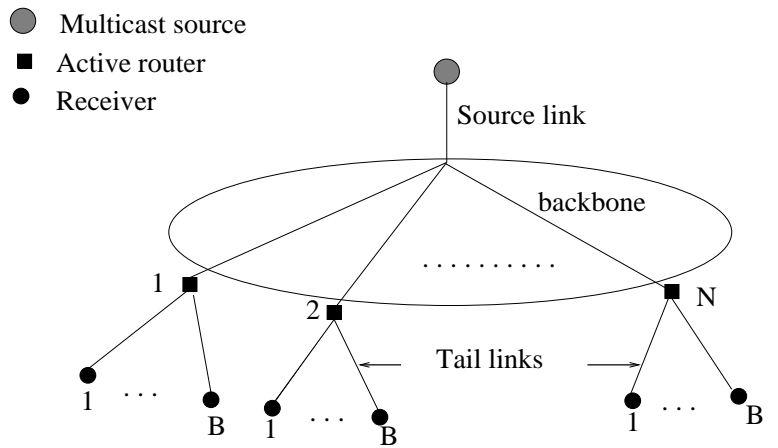 Multicast source
Active router
Receiver
Source link
backbone
. . . . . . . . . .
1
2
N
Tail links
1 . . . B
1 . . . B
1 . . . B